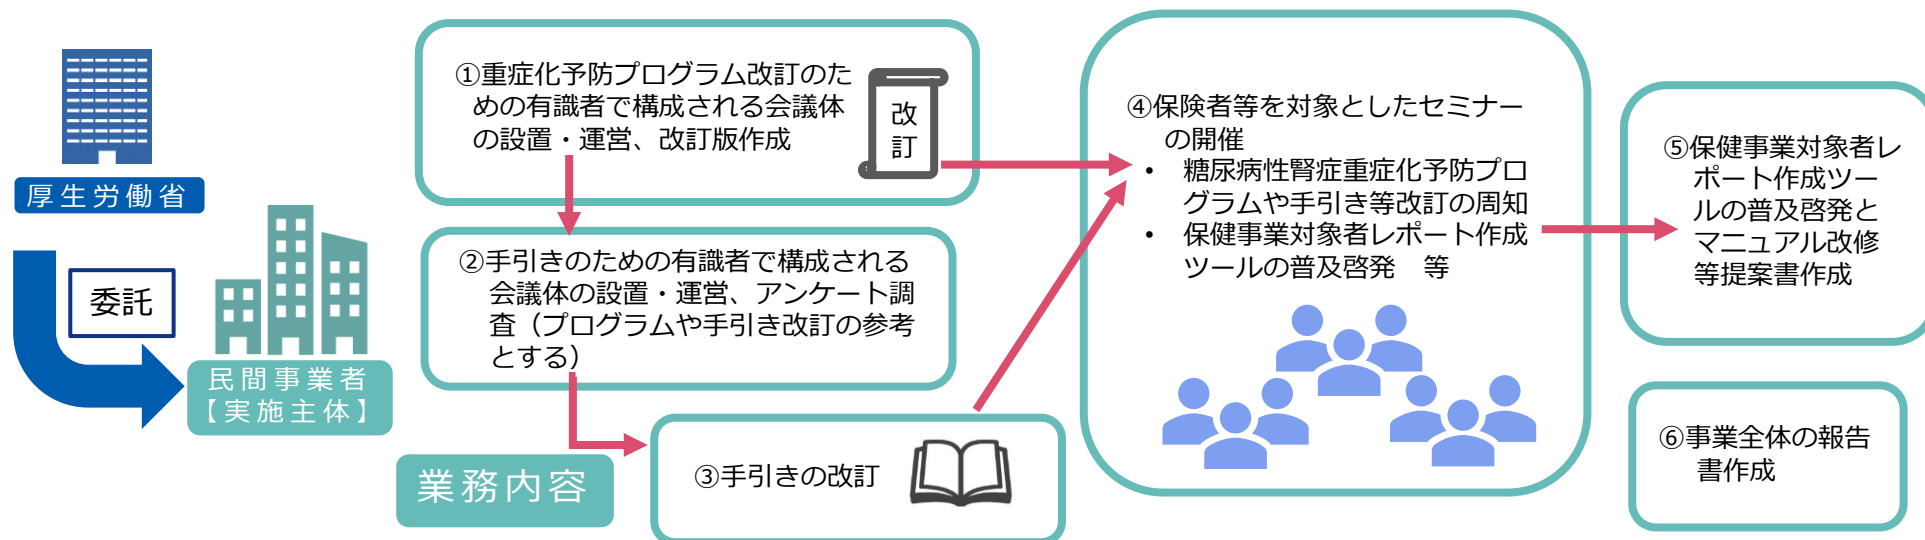 厚生労働省
委託
民間事業者
【実施主体】
業務内容
①重症化予防プログラム改訂のた
めの有識者で構成される会議体
の設置・運営、改訂版作成
改
訂
②手引きのための有識者で構成される
会議体の設置・運営、アンケート調
査（プログラムや手引き改訂の参考
とする）
③手引きの改訂
④保険者等を対象としたセミナー
の開催
• 糖尿病性腎症重症化予防プロ
グラムや手引き等改訂の周知
• 保健事業対象者レポート作成
ツールの普及啓発　等
⑤保健事業対象者レ
ポート作成ツー
ルの普及啓発と
マニュアル改修
等提案書作成
⑥事業全体の報告
書作成